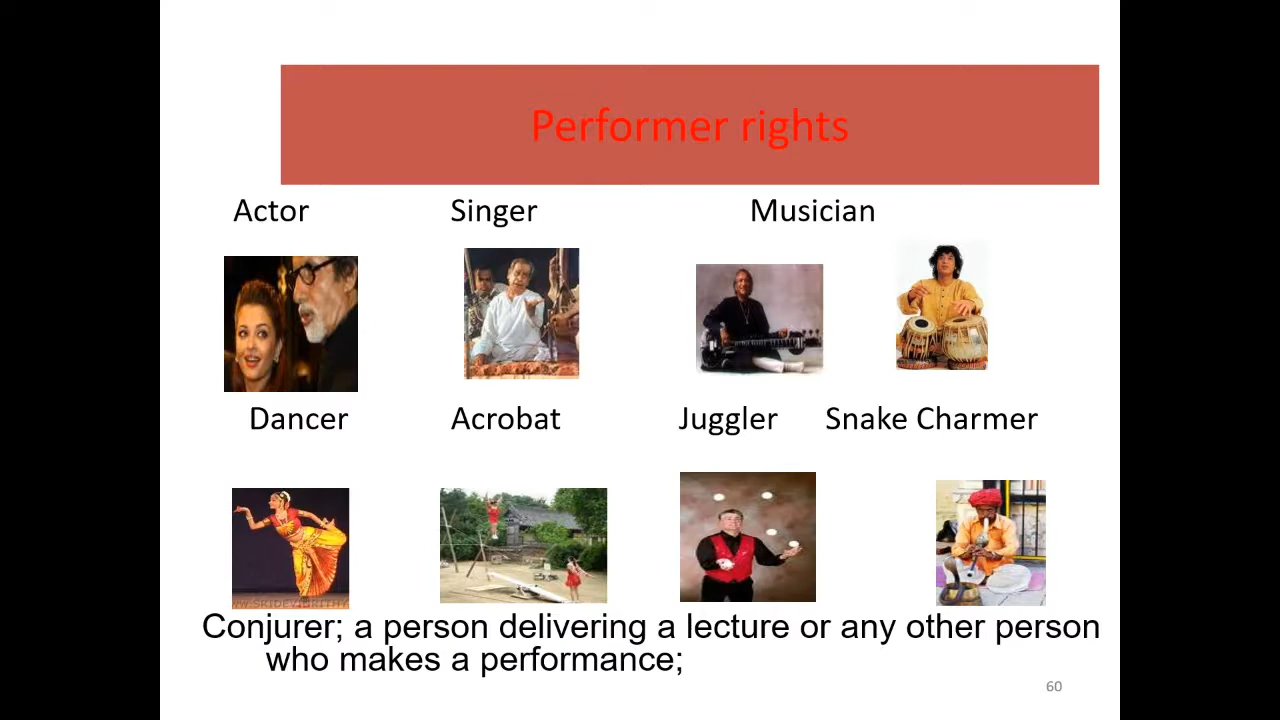 Performer rights
Actor Singer Musician
Dancer Acrobat Juggler Snake Charmer
Conjurer; a person delivering a lecture or any other person
who makes a performance;
60